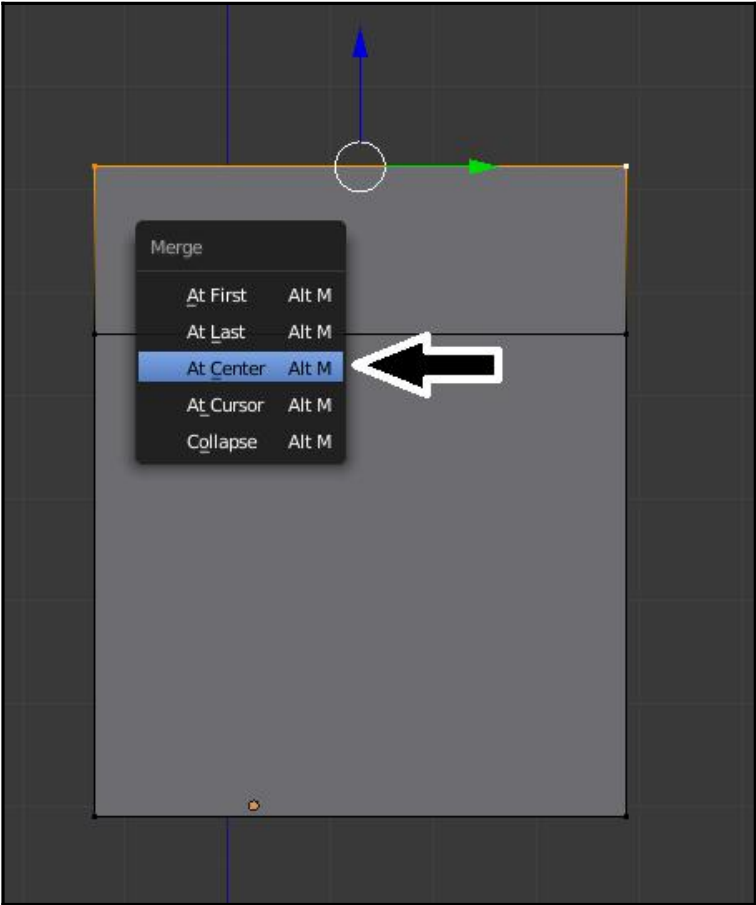 Merge
At First Alt M
At Last Alt M
At Center Alt M
At Cursor Alt M
Collapse Alt M